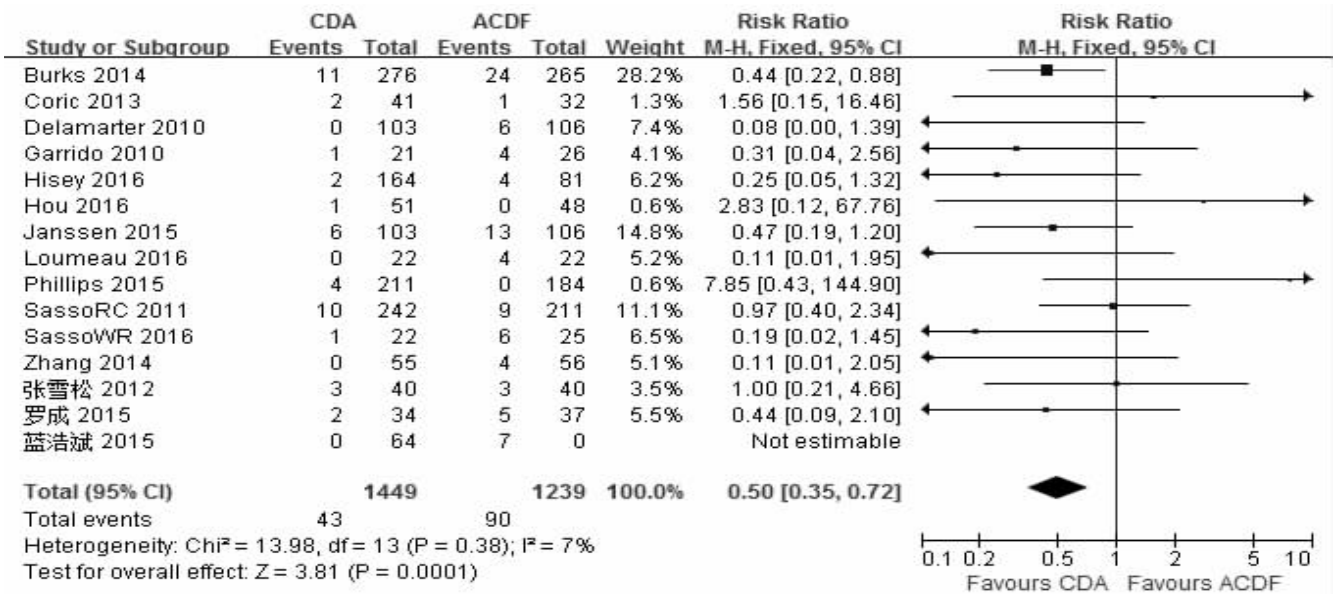 CDA ACDF Risk Ratio Risk Ratio
Study or Subgroup Events Total Events Total Weight M-H, Fixed, 95% CI M-H, Fixed, 95% CI
Burks 2014 11 276 24 265 28.2% 0.44 [0.22, 0.88]
Coric 2013 2 41 1 32 1.3% 1.56 [0.15, 16.46]
Delamarter 2010 0 103 6 106 7.4% 0.08 [0.00, 1.39]
Garrido 2010 1 21 4 26 4.1% 0.31 [0.04, 2.56]
Hisey 2016 2 164 4 81 6.2% 0.25 [0.05, 1.32]
Hou 2016 1 51 0 48 0.6% 2.83 [0.12, 67.76]
Janssen 2015 6 103 13 106 14.8% 0.47 [0.19, 1.20]
Loumeau 2016 0 22 4 22 5.2% 0.11 [0.01, 1.95]
Phillips 2015 4 211 0 184 0.6% 7.85 [0.43, 144.90]
SassoRC 2011 10 242 9 211 11.1% 0.97 [0.40, 2.34]
SassoWR 2016 1 22 6 25 6.5% 0.19 [0.02, 1.45]
Zhang 2014 0 55 4 56 5.1% 0.11 [0.01, 2.05]
张雪松 2012 3 40 3 40 3.5% 1.00 [0.21, 4.66]
罗成 2015 2 34 5 37 5.5% 0.44 [0.09, 2.10]
蓝浩斌 2015 0 64 7 0 Not estimable
Total (95% CI) 1449 1239 100.0% 0.50 [0.35, 0.72]
Total events 43 90
Heterogeneity: Chi² = 13.98, df = 13 (P = 0.38); I² = 7%
Test for overall effect: Z = 3.81 (P = 0.0001)
0.1 0.2 0.5 1 2 5 10
Favours CDA Favours ACDF